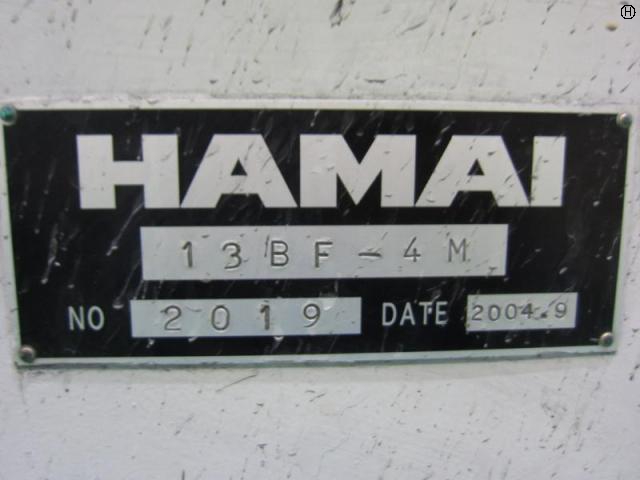 H
HAMAI
13BF-4M
NO 2019 DATE 2004.9